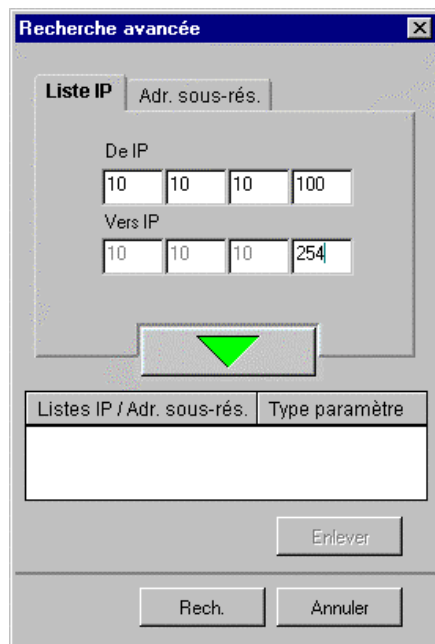 Recherche avancée
Liste IP Adr. sous-rés.
De IP
10 10 10 100
Vers IP
10 10 10 254
Listes IP / Adr. sous-rés. Type paramètre
Enlever
Rech. Annuler